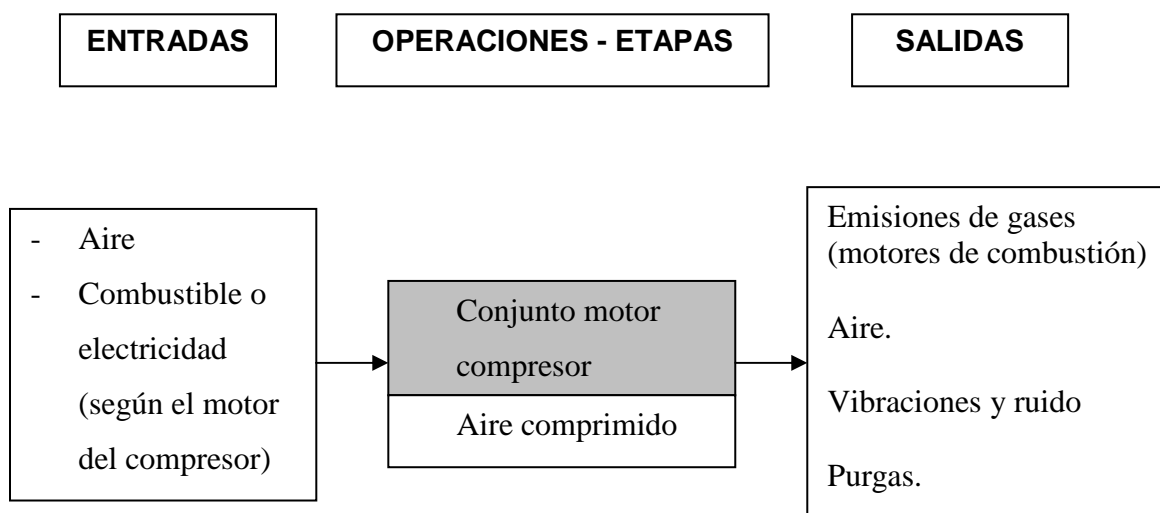 ENTRADAS
OPERACIONES - ETAPAS
SALIDAS
- Aire
- Combustible o
electricidad
(según el motor
del compresor)
Conjunto motor
compresor
Aire comprimido
Emisiones de gases
(motores de combustión)
Aire.
Vibraciones y ruido
Purgas.